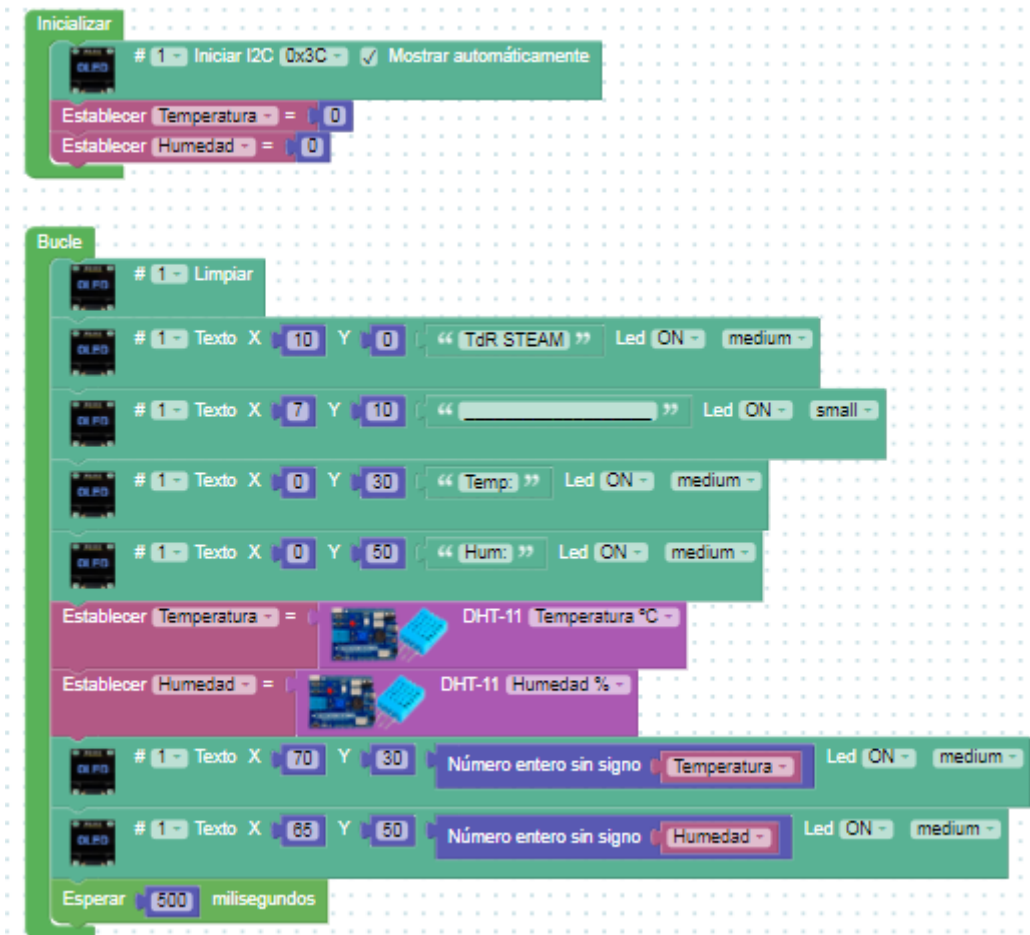 Inicializar
OLED # 1 Iniciar I2C 0x3C Mostrar automáticamente
Establecer Temperatura = 0
Establecer Humedad = 0
Bucle
OLED # 1 Limpiar
OLED # 1 Texto X 10 Y 0 “ TdR STEAM ” Led ON medium
OLED # 1 Texto X 7 Y 10 “ ____________________ ” Led ON small
OLED # 1 Texto X 0 Y 30 “ Temp: ” Led ON medium
OLED # 1 Texto X 0 Y 50 “ Hum: ” Led ON medium
Establecer Temperatura = DHT-11 Temperatura ºC
Establecer Humedad = DHT-11 Humedad %
OLED # 1 Texto X 70 Y 30 Número entero sin signo Temperatura Led ON medium
OLED # 1 Texto X 65 Y 50 Número entero sin signo Humedad Led ON medium
Esperar 500 milisegundos